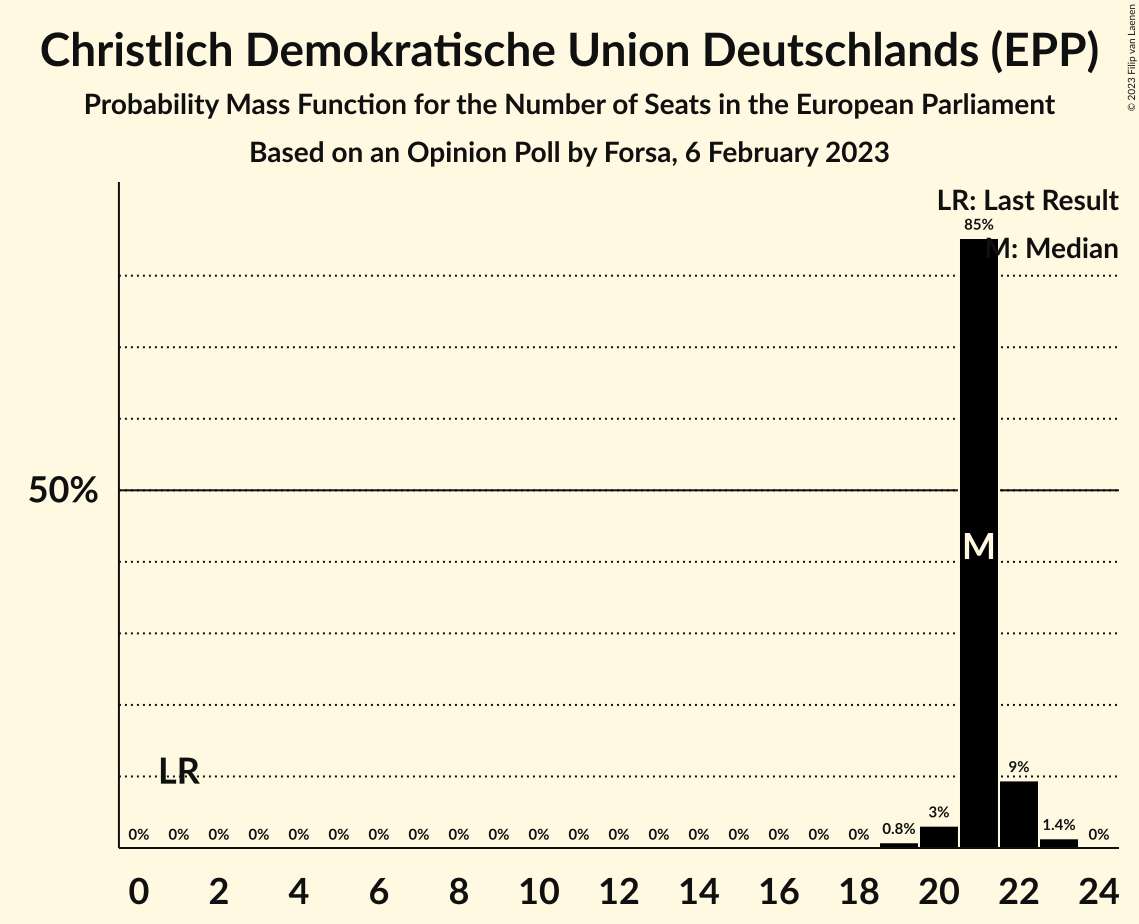 Christlich Demokratische Union Deutschlands (EPP)
Probability Mass Function for the Number of Seats in the European Parliament
Based on an Opinion Poll by Forsa, 6 February 2023
© 2023 Filip van Laenen
LR: Last Result
M: Median
85%
50%
M
LR
0% 0% 0% 0% 0% 0% 0% 0% 0% 0% 0% 0% 0% 0% 0% 0% 0% 0% 0% 0.8% 3% 9% 1.4% 0%
0 2 4 6 8 10 12 14 16 18 20 22 24